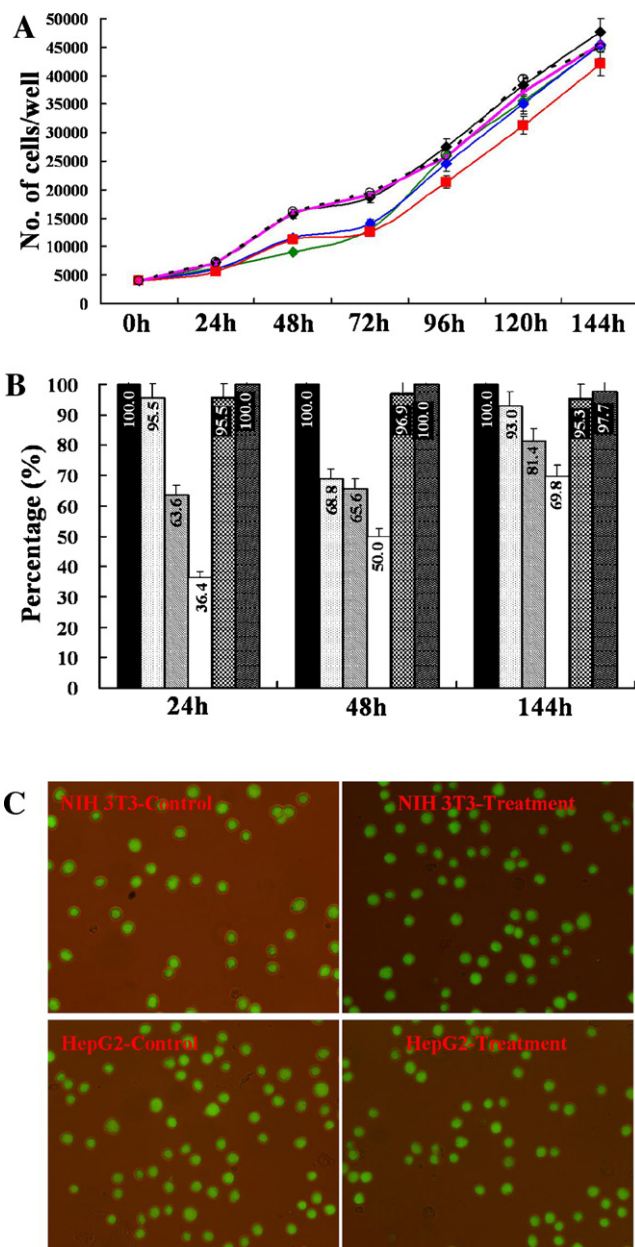 A
No. of cells/well
50000
45000
40000
35000
30000
25000
20000
15000
10000
5000
0
0h 24h 48h 72h 96h 120h 144h
B
Percentage (%)
100
90
80
70
60
50
40
30
20
10
0
100.0 95.5 63.6 36.4 95.5 100.0
100.0 68.8 65.6 50.0 96.9 100.0
100.0 93.0 81.4 69.8 95.3 97.7
24h 48h 144h
C
NIH 3T3-Control
NIH 3T3-Treatment
HepG2-Control
HepG2-Treatment